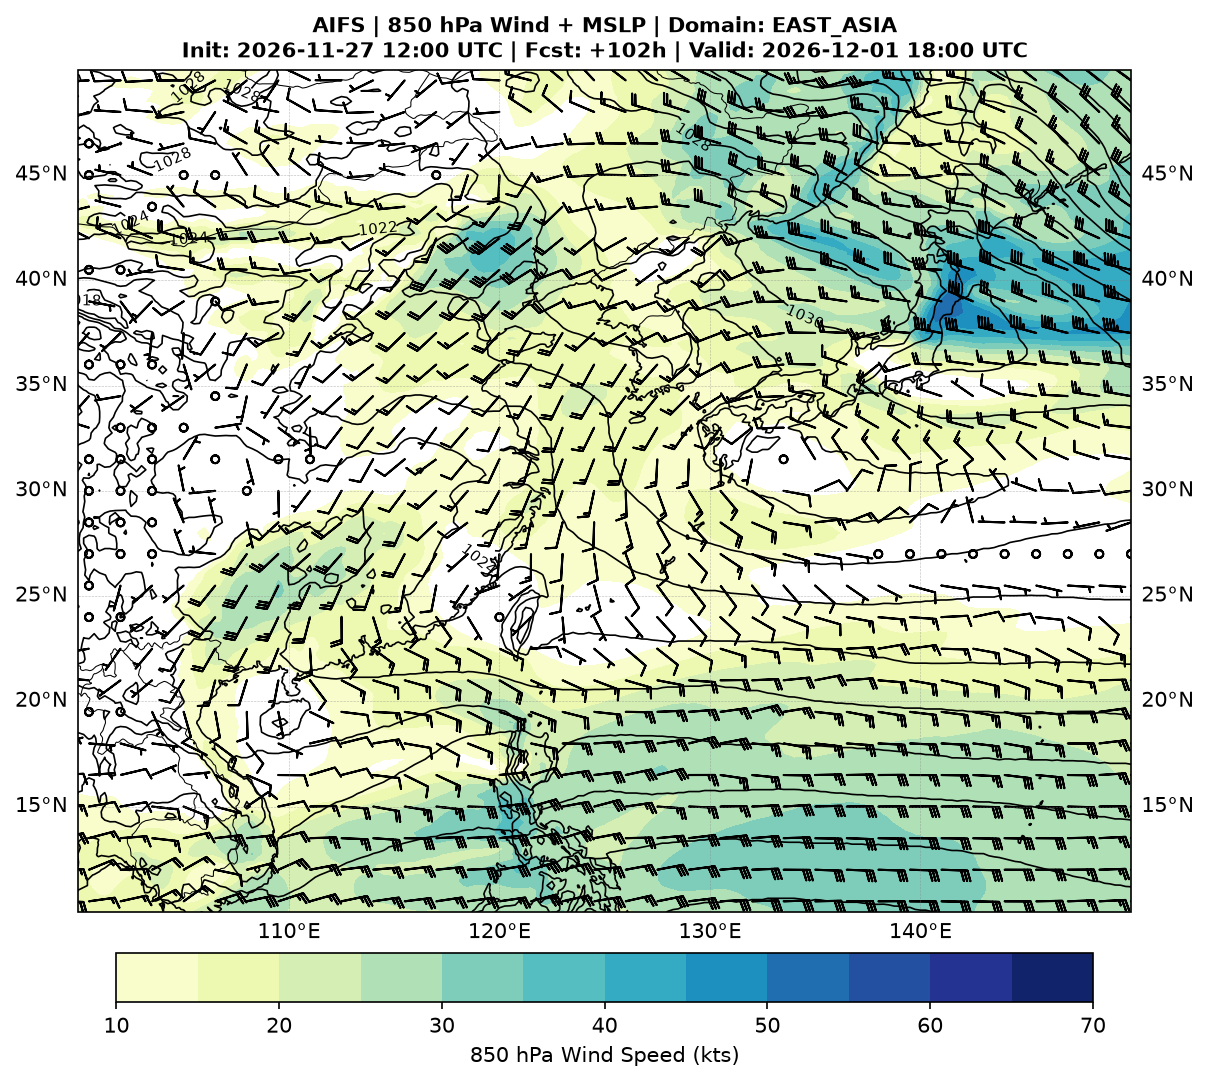 AIFS | 850 hPa Wind + MSLP | Domain: EAST_ASIA
Init: 2026-11-27 12:00 UTC | Fcst: +102h | Valid: 2026-12-01 18:00 UTC
1028
1028
1028
1028
45°N
45°N
1024
1024
1022
40°N
40°N
1030
35°N
35°N
30°N
30°N
25°N
25°N
20°N
20°N
15°N
15°N
110°E
120°E
130°E
140°E
10
20
30
40
50
60
70
850 hPa Wind Speed (kts)